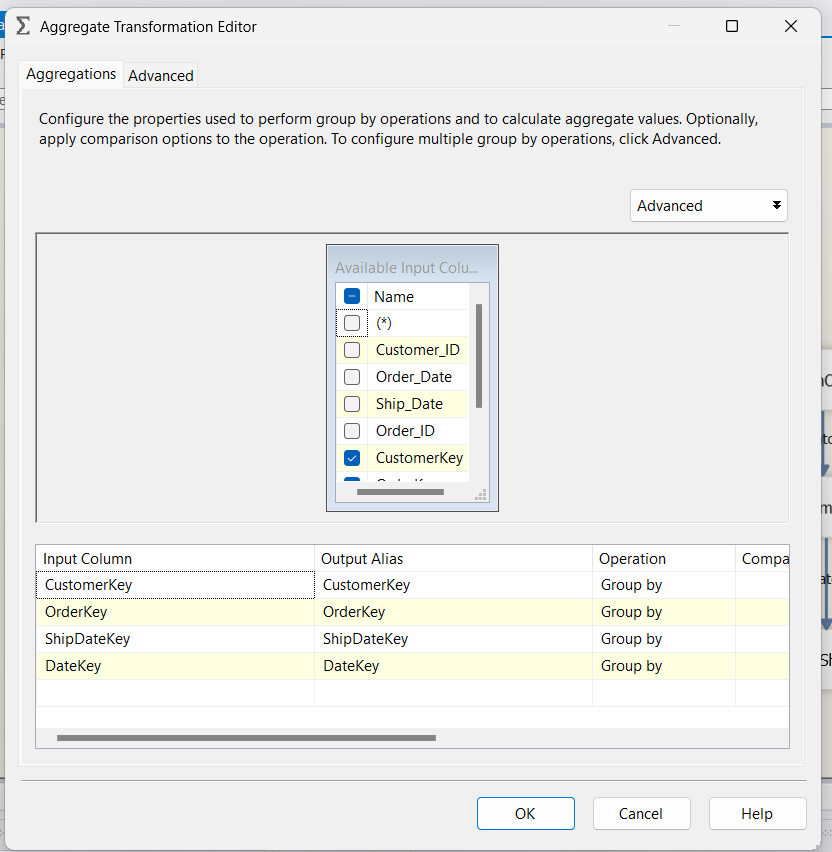 Aggregate Transformation Editor
Aggregations Advanced
Configure the properties used to perform group by operations and to calculate aggregate values. Optionally,
apply comparison options to the operation. To configure multiple group by operations, click Advanced.
Advanced
Available Input Colu...
Name
(*)
Customer_ID
Order_Date
Ship_Date
Order_ID
CustomerKey
Input Column Output Alias Operation Compa
CustomerKey CustomerKey Group by
OrderKey OrderKey Group by
ShipDateKey ShipDateKey Group by
DateKey DateKey Group by
OK Cancel Help